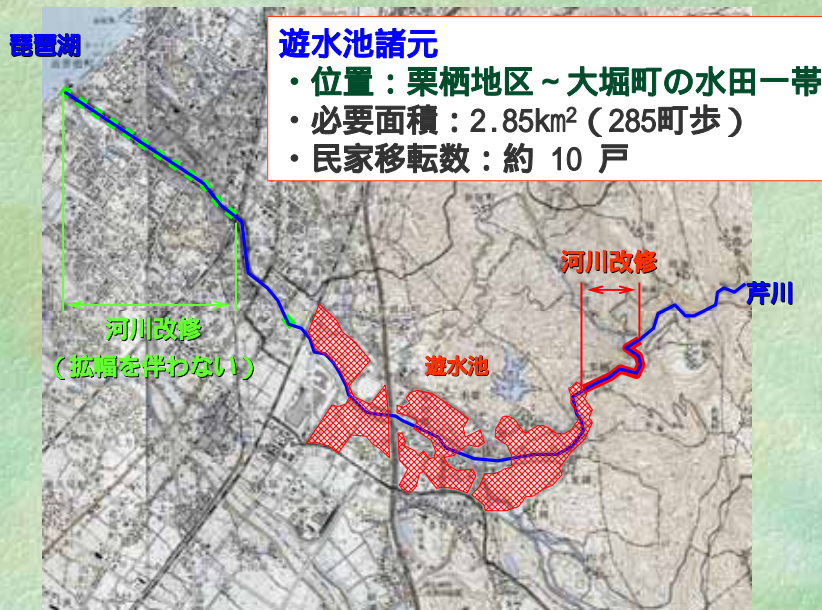 琵琶湖
遊水池諸元
・位置：栗栖地区～大堀町の水田一帯
・必要面積：2.85km²（285町歩）
・民家移転数：約 10 戸
河川改修
芹川
河川改修
（拡幅を伴わない）
遊水池